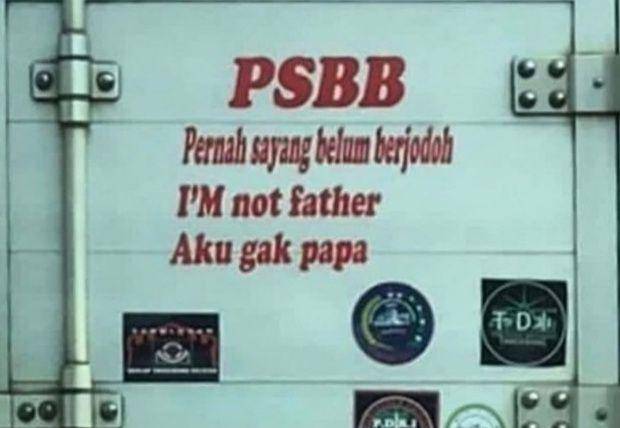 PSBB
Pernah sayang belum berjodoh
I'M not father
Aku gak papa